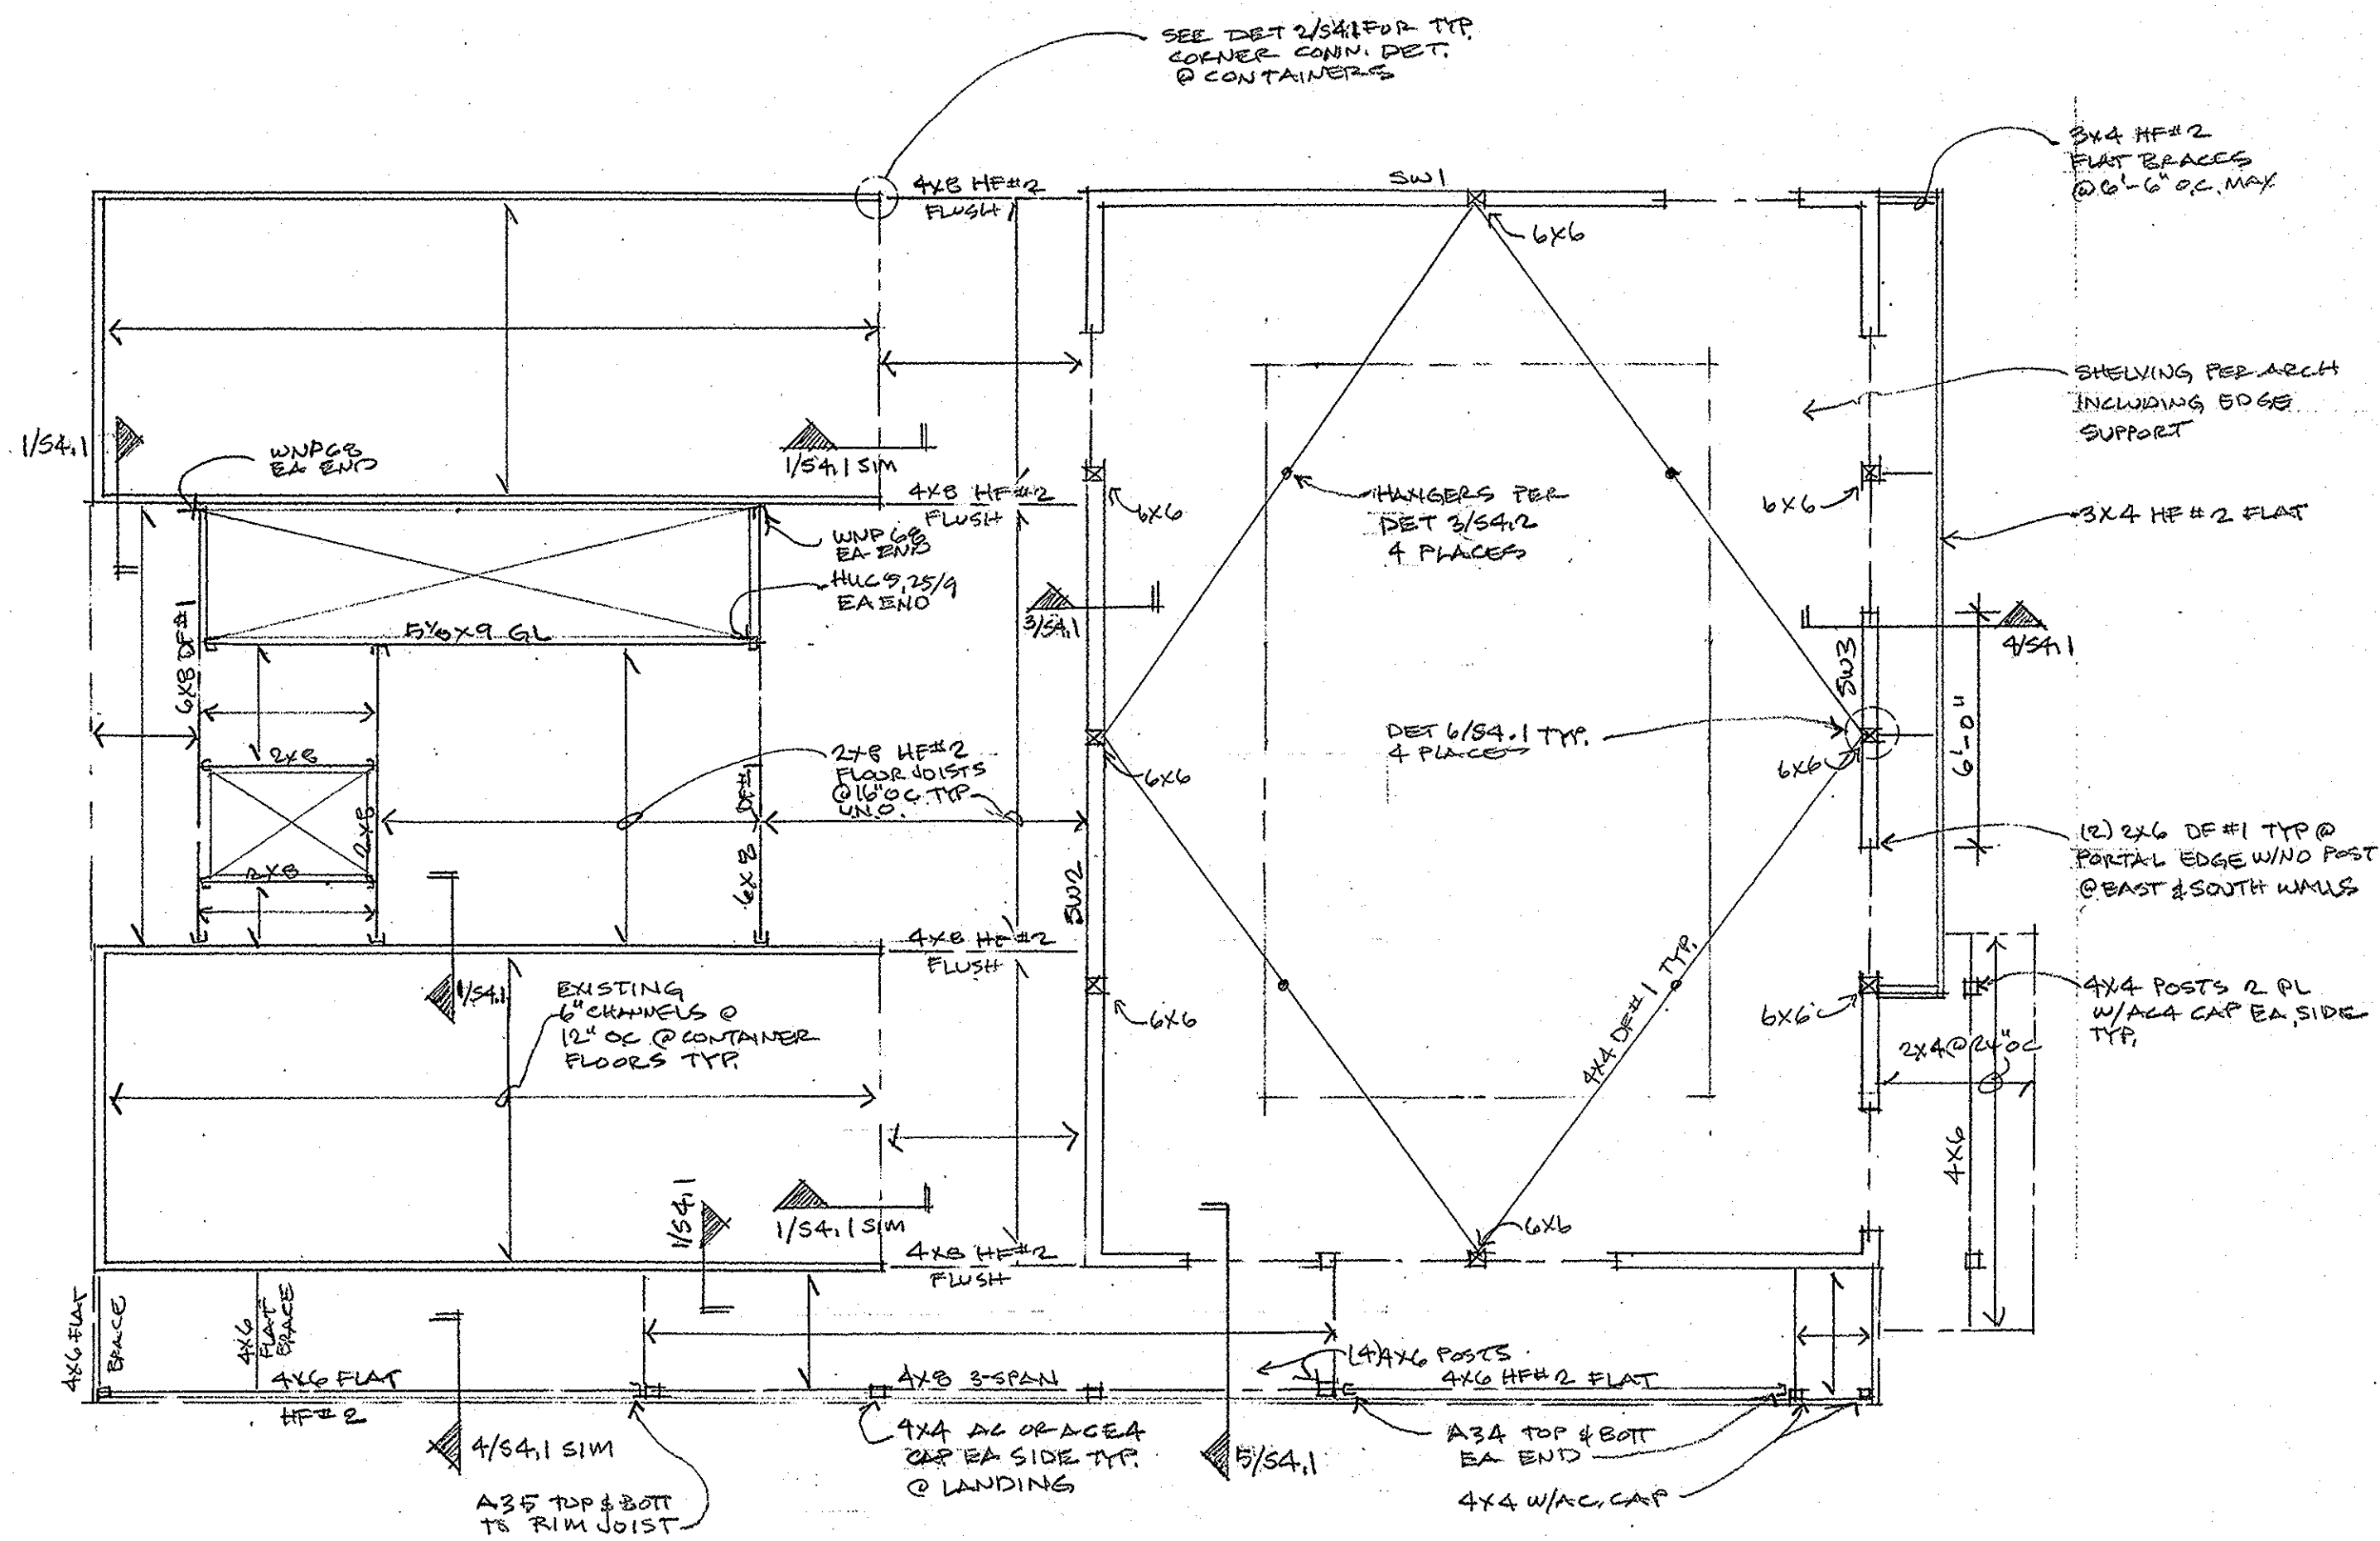 SEE DET 2/S4.1 FOR TYP.
CORNER CONN. DET.
@ CONTAINERS
3X4 HF#2
FLAT BRACES
@ 6'-6" O.C. MAX
4X8 HF#2
FLUSH
SW1
6X6
SHELVING PER ARCH
INCLUDING EDGE
SUPPORT
1/S4.1
WNP68
EA END
1/S4.1 SIM
4X8 HF#2
FLUSH
6X6
HANGERS PER
DET 3/S4.2
4 PLACES
6X6
3X4 HF #2 FLAT
WNP 68
EA END
HUC5.25/9
EA END
3/S4.1
5 1/8 X 9 GL
6X8 DF#1
4/S4.1
SW3
6'-0"
DET 6/S4.1 TYP.
4 PLACES
6X6
6X6
2X8
2X8
2X8
2X8 HF#2
FLOOR JOISTS
@16" OC TYP
U.N.O.
6X8 DF#1
SW2
(2) 2X6 DF #1 TYP @
PORTAL EDGE W/NO POST
@ EAST & SOUTH WALLS
4X8 HF#2
FLUSH
1/S4.1
EXISTING
6" CHANNELS @
12" OC @ CONTAINER
FLOORS TYP.
6X6
6X6
4X4 DF#1 TYP.
4X4 POSTS 2 PL
W/AC4 CAP EA SIDE
TYP.
2X4 @ 24" OC
4X6
1/S4.1
1/S4.1 SIM
6X6
4X8 HF#2
FLUSH
4X6 FLAT
BRACE
4X6
FLAT
BRACE
4X6 FLAT
HF#2
4X8 3-SPAN
(4) 4X6 POSTS
4X6 HF#2 FLAT
4/S4.1 SIM
4X4 AC OR ACE4
CAP EA SIDE TYP.
@ LANDING
5/S4.1
A34 TOP & BOTT
EA END
4X4 W/AC. CAP
A35 TOP & BOTT
TO RIM JOIST